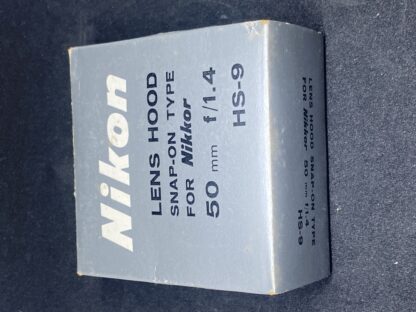 Nikon
LENS HOOD
SNAP-ON TYPE
FOR Nikkor
50 mm f/1.4
HS-9
LENS HOOD SNAP-ON TYPE
FOR Nikkor 50 mm f1.4
HS-9